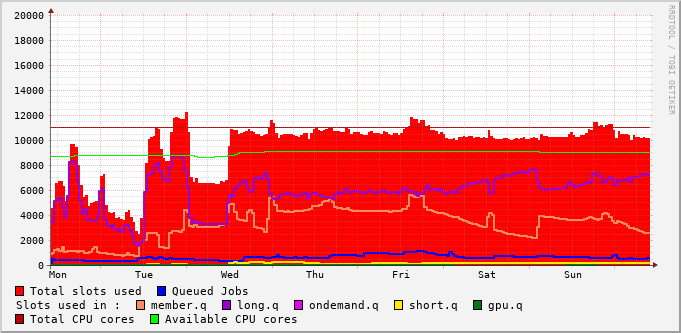 RRDTOOL / TOBI OETIKER
20000
18000
16000
14000
12000
10000
8000
6000
4000
2000
0
Mon Tue Wed Thu Fri Sat Sun
Total slots used Queued Jobs
Slots used in : member.q long.q ondemand.q short.q gpu.q
Total CPU cores Available CPU cores